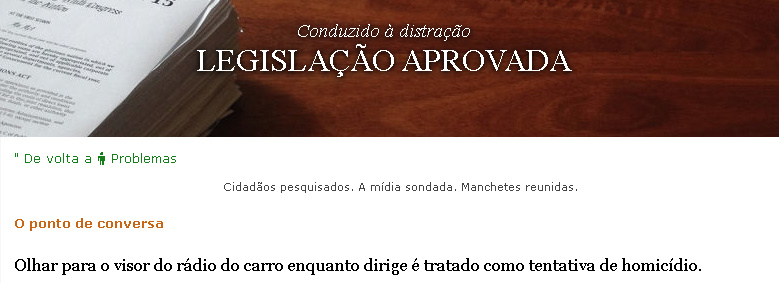 Conduzido à distração
LEGISLAÇÃO APROVADA
" De volta a Problemas
Cidadãos pesquisados. A mídia sondada. Manchetes reunidas.
O ponto de conversa
Olhar para o visor do rádio do carro enquanto dirige é tratado como tentativa de homicídio.